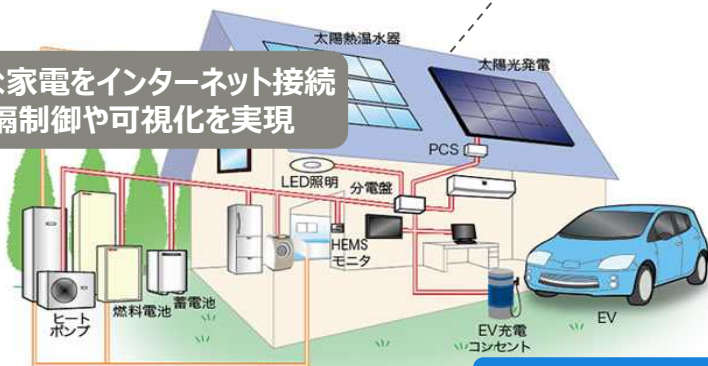 太陽熱温水器
太陽光発電
家電をインターネット接続
制御や可視化を実現
PCS
LED照明
分電盤
HEMS
モニタ
ヒート
ポンプ
燃料電池
蓄電池
EV充電
コンセント
EV